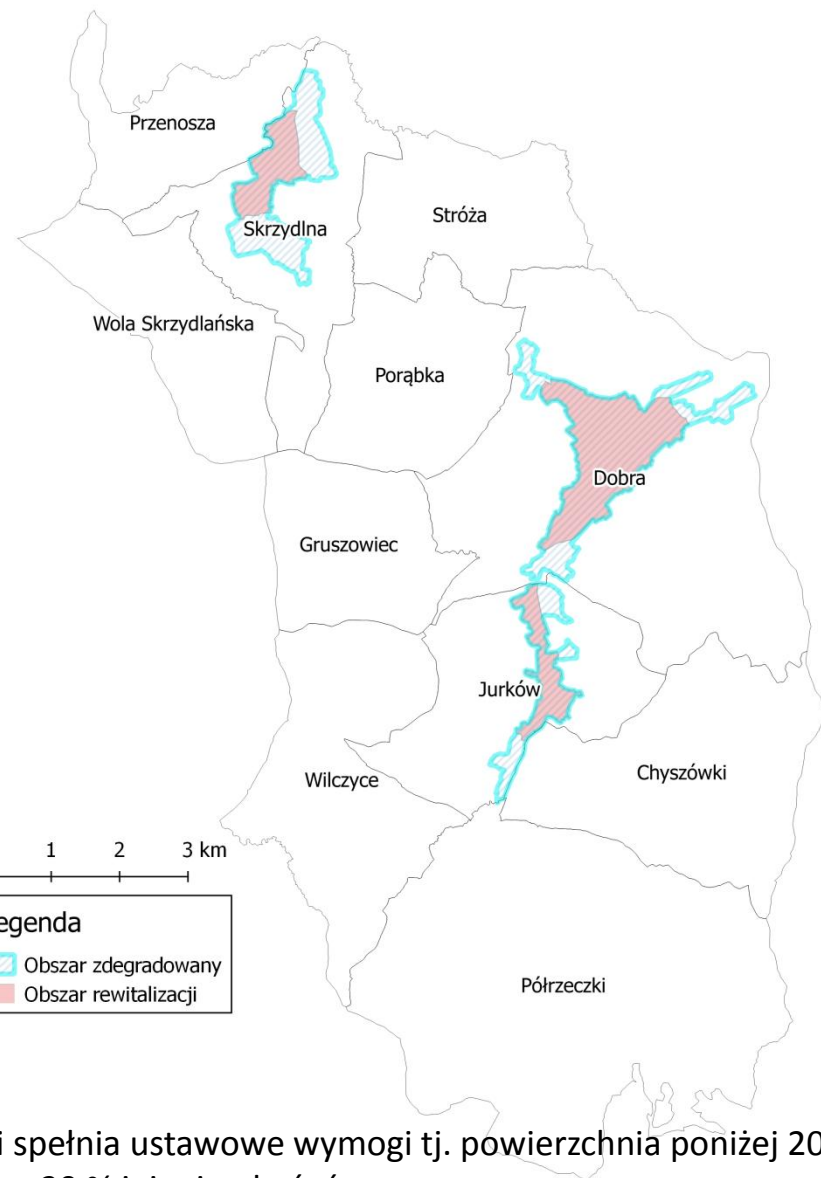 Przenosza
Stróża
Skrzydlna
Wola Skrzydlańska
Porąbka
Dobra
Gruszowiec
Jurków
Wilczyce
Chyszówki
1 2 3 km
egenda
Obszar zdegradowany
Obszar rewitalizacji
Półrzeczki
i spełnia ustawowe wymogi tj. powierzchnia poniżej 20